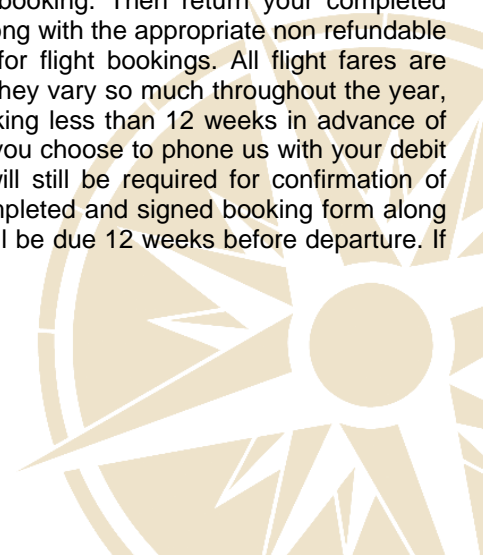 booking. Then return your completed
ong with the appropriate non refundable
for flight bookings. All flight fares are
hey vary so much throughout the year,
king less than 12 weeks in advance of
you choose to phone us with your debit
will still be required for confirmation of
mpleted and signed booking form along
l be due 12 weeks before departure. If